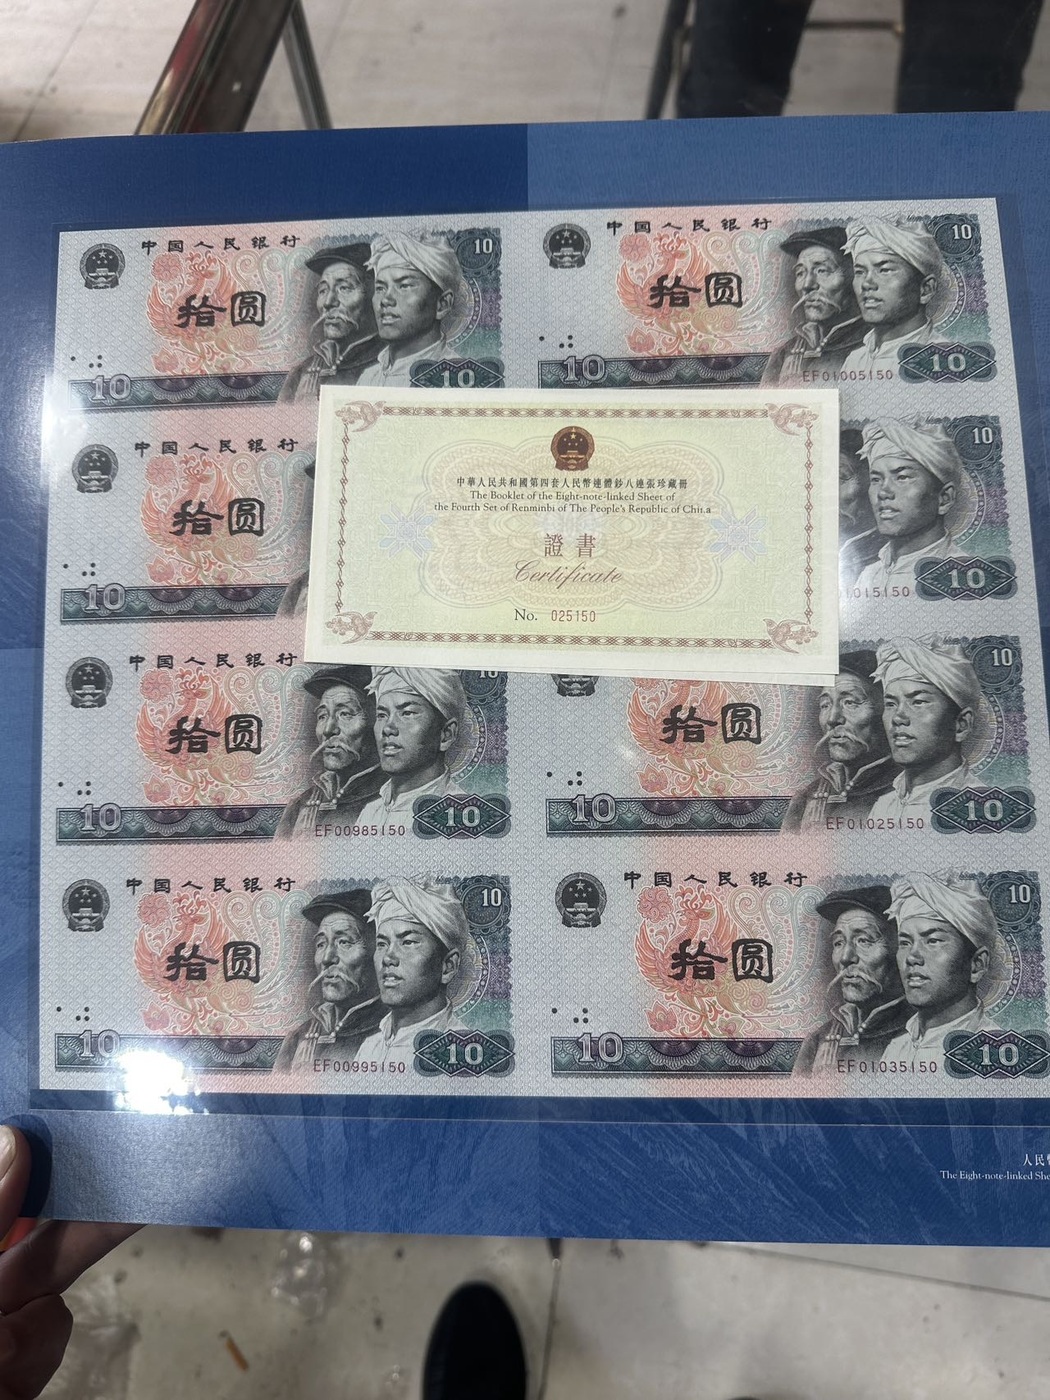 中国人民银行
10
拾圆
10
10
中国人民银行
10
拾圆
10
EF01005150
10
中国人民银行
拾圆
10
10
10
中華人民共和國第四套人民幣連體鈔八連張珍藏冊
The Booklet of the Eight-note-linked Sheet of
the Fourth Set of Renminbi of The People's Republic of China
證書
Certificate
No. 025150
中国人民银行
10
拾圆
10
EF00985150
10
10
拾圆
10
EF01025150
10
中国人民银行
10
拾圆
10
EF00995150
10
中国人民银行
10
拾圆
10
EF01035150
10
人民
The Eight-note-linked